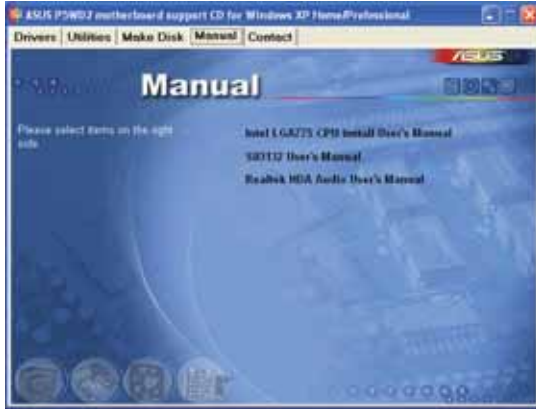 ASUS P5WD2 motherboard support CD for Windows XP Home/Professional
Drivers Utilities Make Disk Manual Contact
ASUS
Manual
Please select items on the right
side.
Intel LGA775 CPU Install User's Manual
Sil3132 User's Manual
Realtek HDA Audio User's Manual